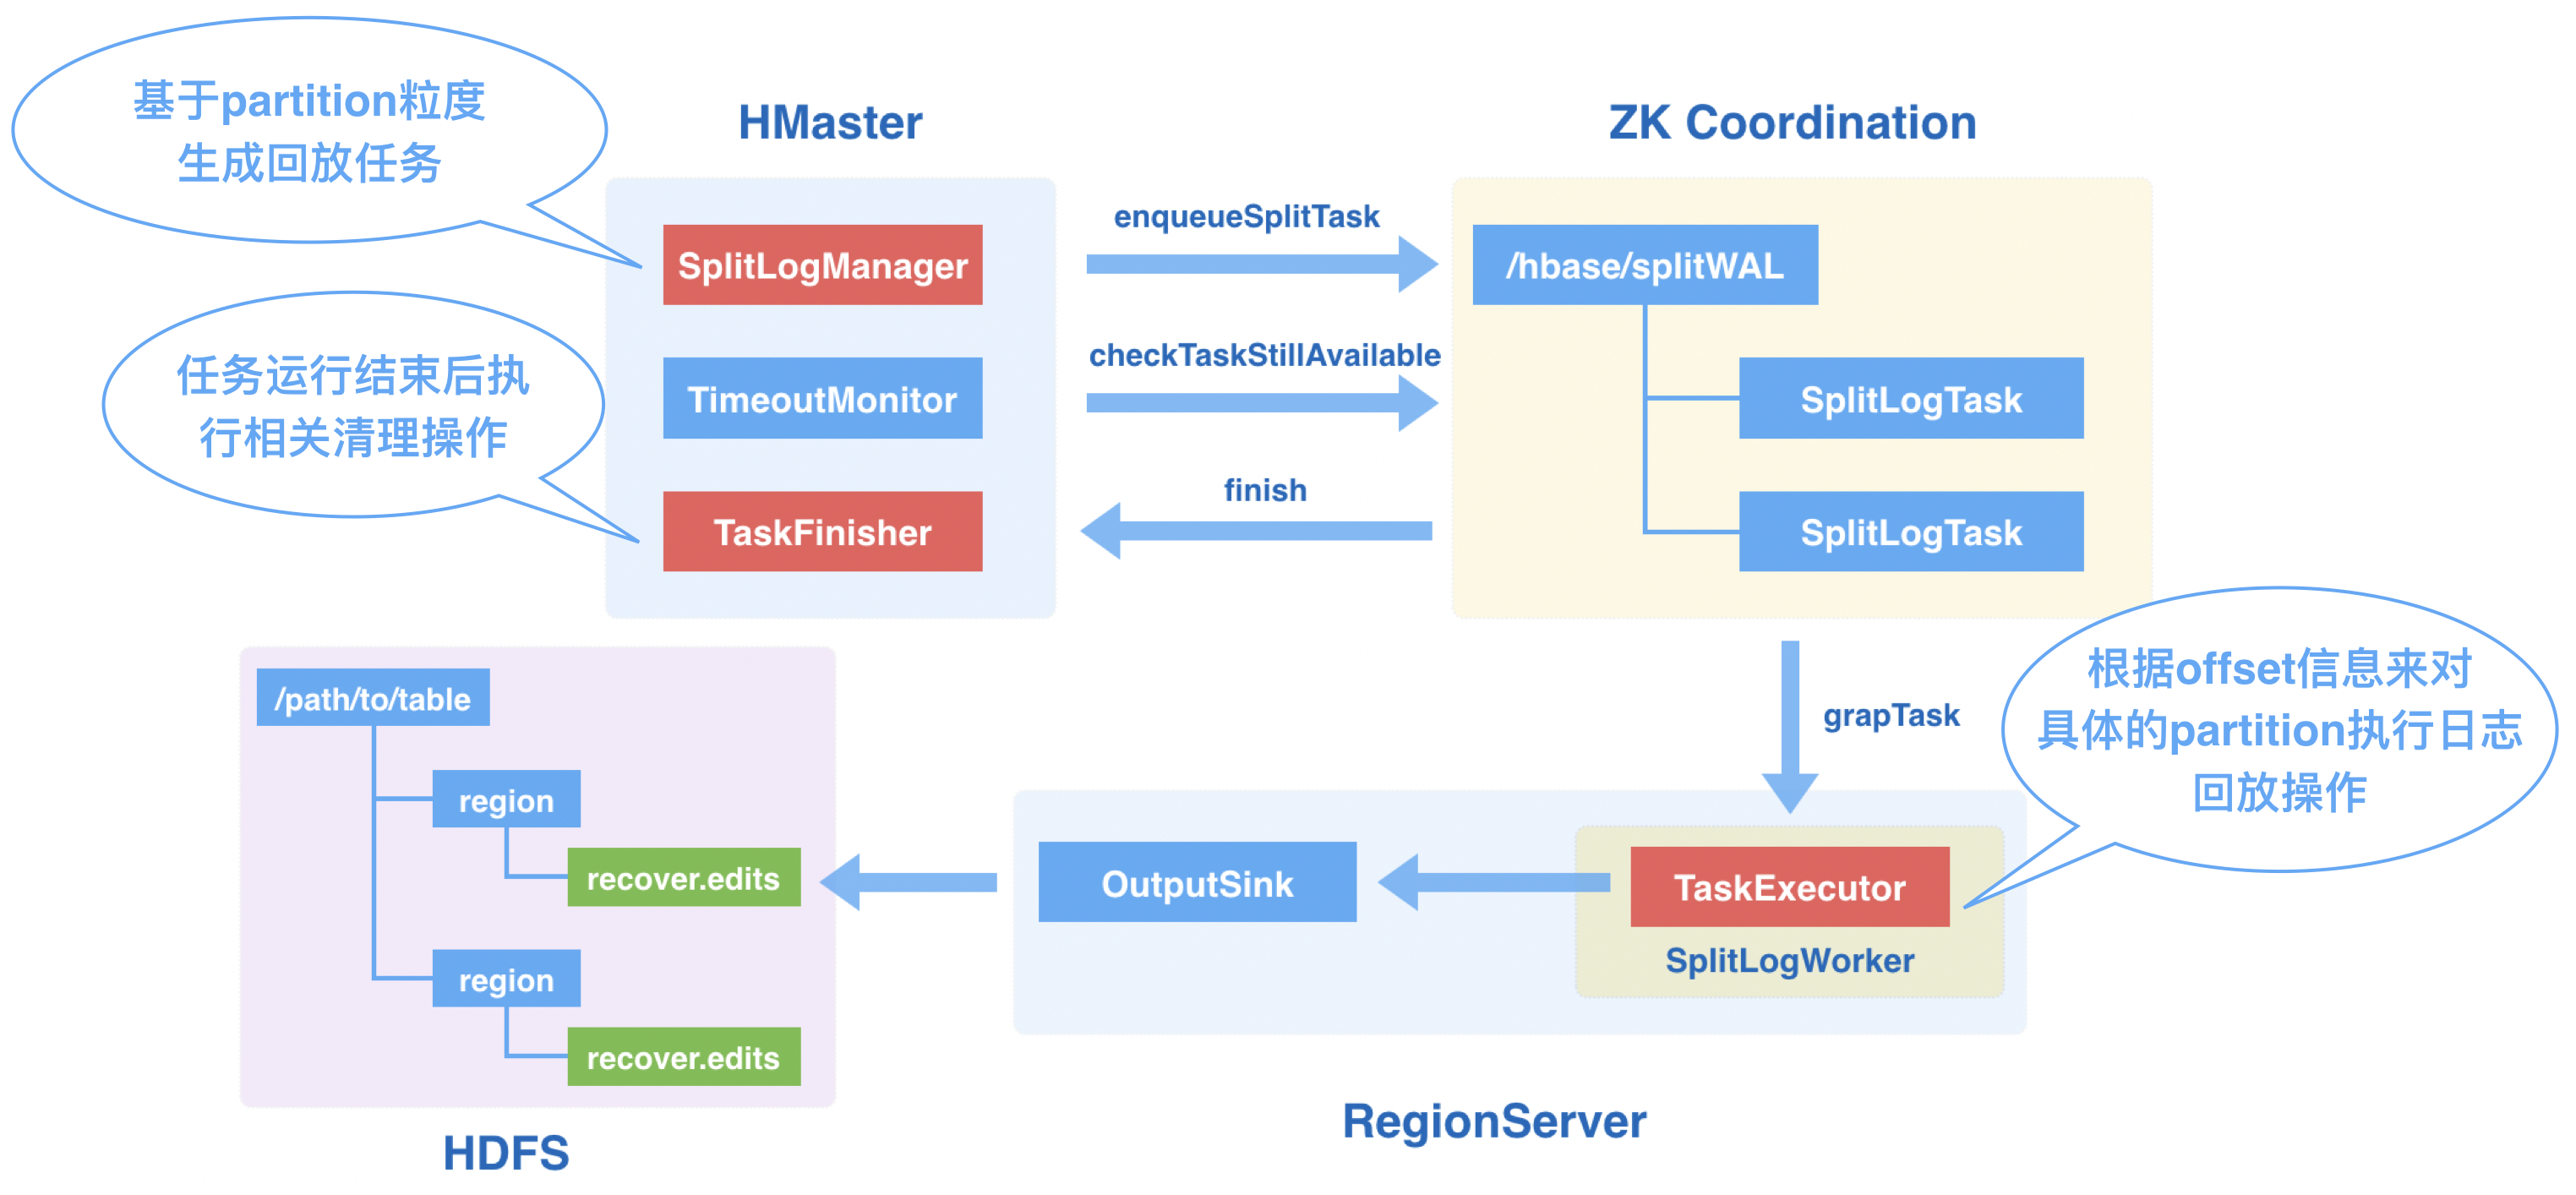 基于partition粒度
生成回放任务
HMaster
ZK Coordination
SplitLogManager
enqueueSplitTask
/hbase/splitWAL
任务运行结束后执
行相关清理操作
TimeoutMonitor
checkTaskStillAvailable
SplitLogTask
TaskFinisher
finish
SplitLogTask
根据offset信息来对
具体的partition执行日志
回放操作
grapTask
/path/to/table
region
recover.edits
region
recover.edits
HDFS
OutputSink
TaskExecutor
SplitLogWorker
RegionServer